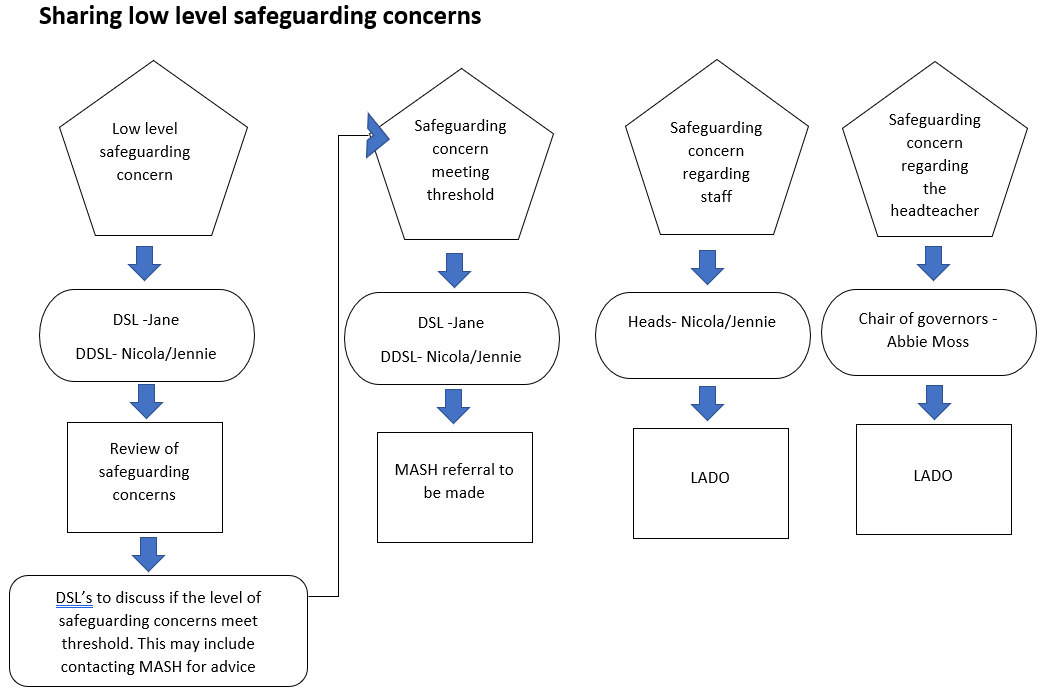 Sharing low level safeguarding concerns
Low level
safeguarding
concern
DSL -Jane
DDSL- Nicola/Jennie
Review of
safeguarding
concerns
DSL's to discuss if the level of
safeguarding concerns meet
threshold. This may include
contacting MASH for advice
Safeguarding
concern
meeting
threshold
DSL -Jane
DDSL- Nicola/Jennie
MASH referral to
be made
Safeguarding
concern
regarding
staff
Heads- Nicola/Jennie
LADO
Safeguarding
concern
regarding
the
headteacher
Chair of governors -
Abbie Moss
LADO